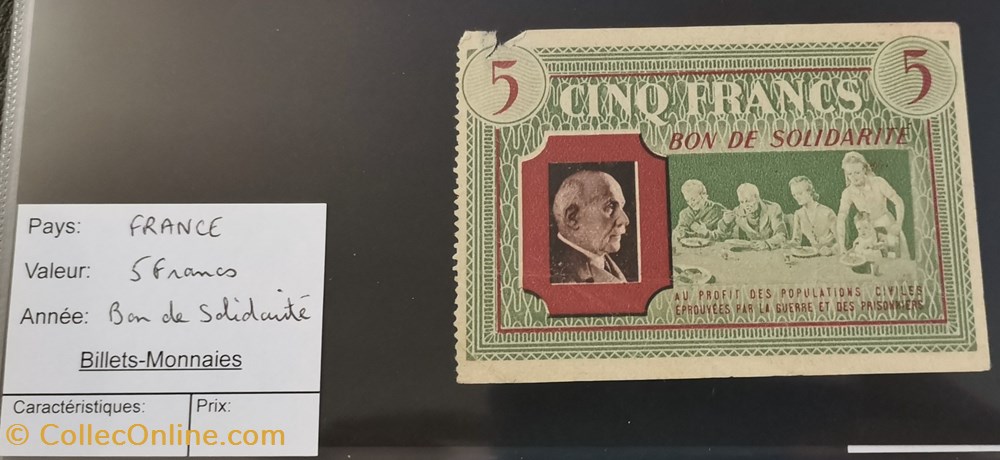 5 5
CINQ FRANCS
BON DE SOLIDARITE
AU PROFIT DES POPULATIONS CIVILES
EPROUVÉES PAR LA GUERRE ET DES PRISONNIERS
Pays: FRANCE
Valeur: 5 Francs
Année: Bon de Solidarité
Billets-Monnaies
Caractéristiques: Prix:
© CollecOnline.com